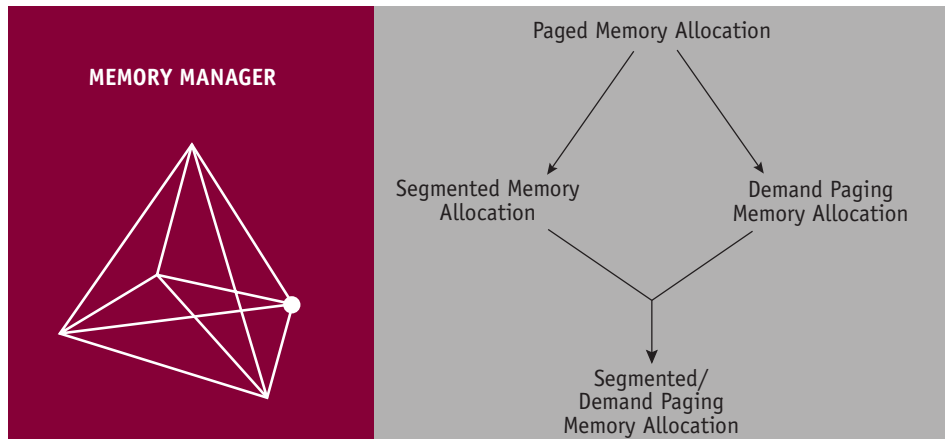 MEMORY MANAGER
Paged Memory Allocation
Segmented Memory
Allocation
Demand Paging
Memory Allocation
Segmented/
Demand Paging
Memory Allocation